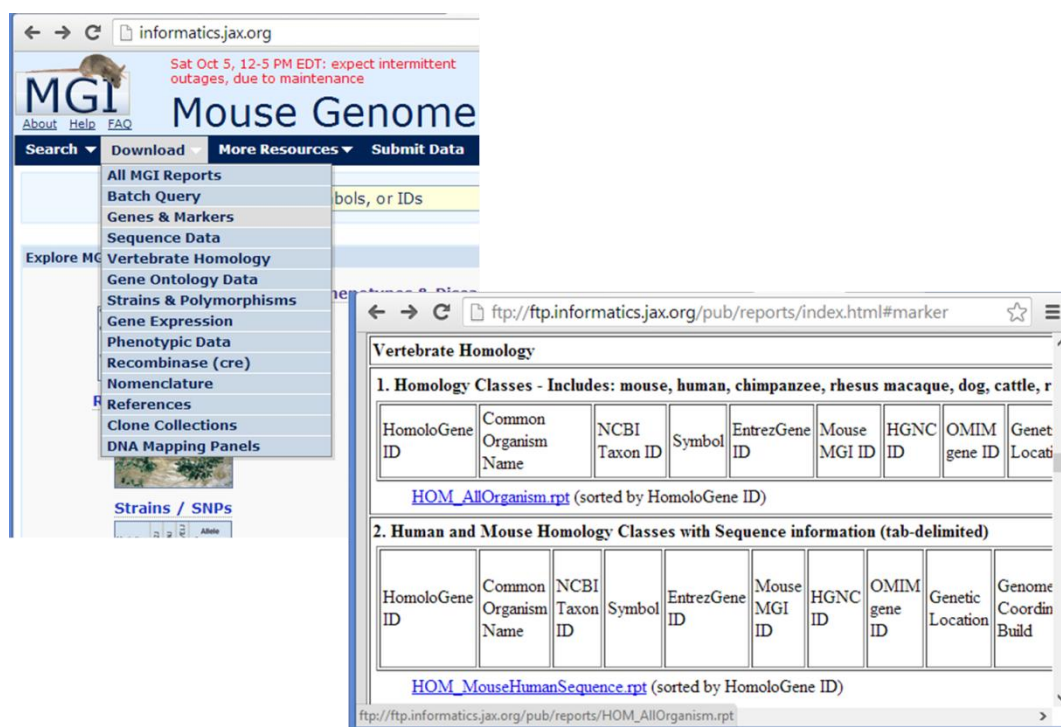 informatics.jax.org
Sat Oct 5, 12-5 PM EDT: expect intermittent
outages, due to maintenance
MGI
About Help FAQ
Mouse Genome
Search ▼ Download ▼ More Resources ▼ Submit Data
All MGI Reports
Batch Query
Genes & Markers
Sequence Data
Vertebrate Homology
Gene Ontology Data
Strains & Polymorphisms
Gene Expression
Phenotypic Data
Recombinase (cre)
Nomenclature
References
Clone Collections
DNA Mapping Panels
bols, or IDs
Explore MG
Strains / SNPs
Allele
ftp://ftp.informatics.jax.org/pub/reports/index.html#marker
Vertebrate Homology
1. Homology Classes - Includes: mouse, human, chimpanzee, rhesus macaque, dog, cattle, r
HomoloGene
ID
Common
Organism
Name
NCBI
Taxon ID
Symbol
EntrezGene
ID
Mouse
MGI ID
HGNC
ID
OMIM
gene ID
Genet
Locati
HOM_AllOrganism.rpt (sorted by HomoloGene ID)
2. Human and Mouse Homology Classes with Sequence information (tab-delimited)
HomoloGene
ID
Common
Organism
Name
NCBI
Taxon
ID
Symbol
EntrezGene
ID
Mouse
MGI
ID
HGNC
ID
OMIM
gene
ID
Genetic
Location
Genome
Coordin
Build
HOM_MouseHumanSequence.rpt (sorted by HomoloGene ID)
ftp://ftp.informatics.jax.org/pub/reports/HOM_AllOrganism.rpt